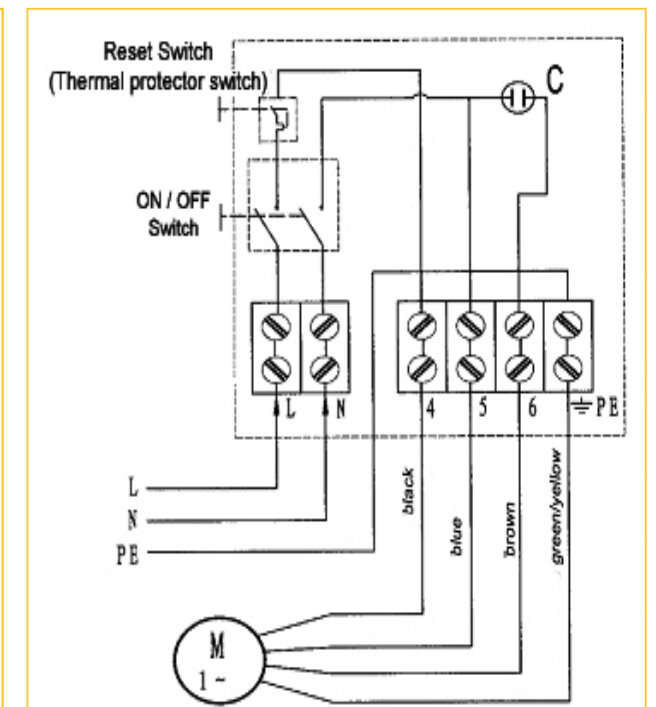 Reset Switch
(Thermal protector switch)
C
ON / OFF
Switch
L N 4 5 6 ⏚ PE
L
N
PE
black
blue
brown
green/yellow
M
1 ~